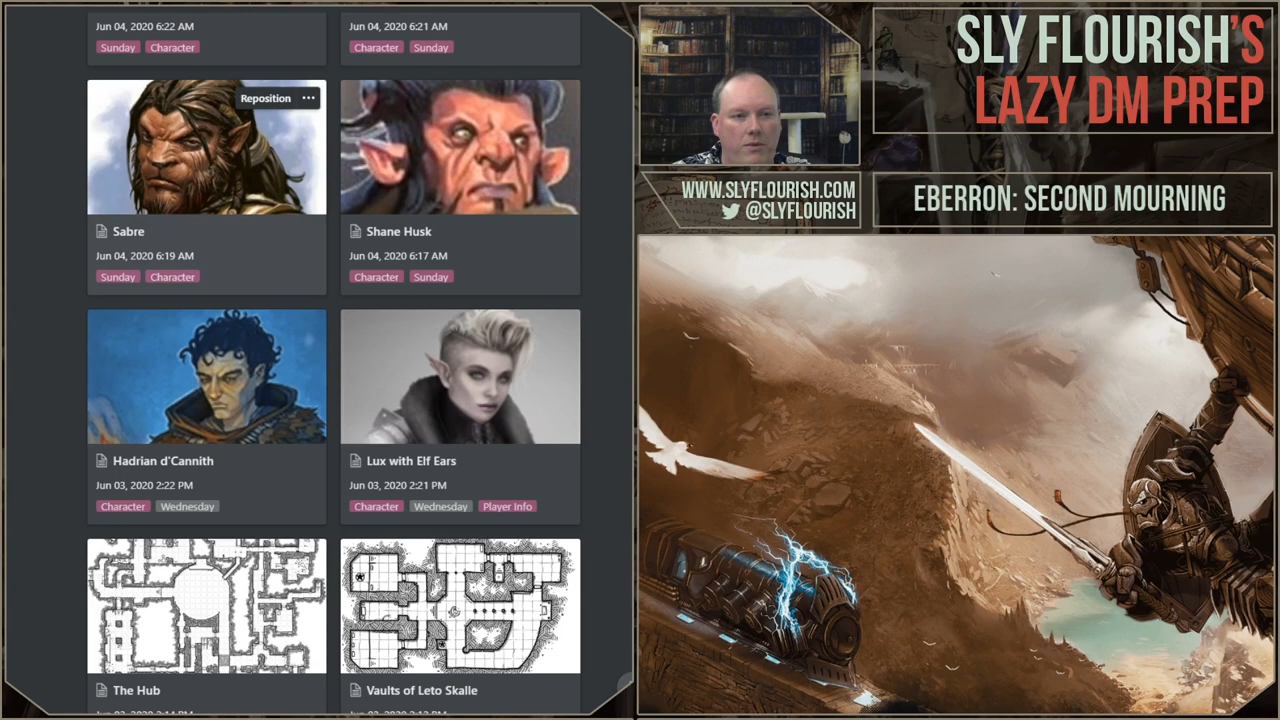 Jun 04, 2020 6:22 AM
Sunday Character
Jun 04, 2020 6:21 AM
Character Sunday
Reposition •••
Sabre
Jun 04, 2020 6:19 AM
Sunday Character
Shane Husk
Jun 04, 2020 6:17 AM
Character Sunday
Hadrian d'Cannith
Jun 03, 2020 2:22 PM
Character Wednesday
Lux with Elf Ears
Jun 03, 2020 2:21 PM
Character Wednesday Player Info
The Hub
Vaults of Leto Skalle
SLY FLOURISH'S
LAZY DM PREP
WWW.SLYFLOURISH.COM
@SLYFLOURISH
EBERRON: SECOND MOURNING